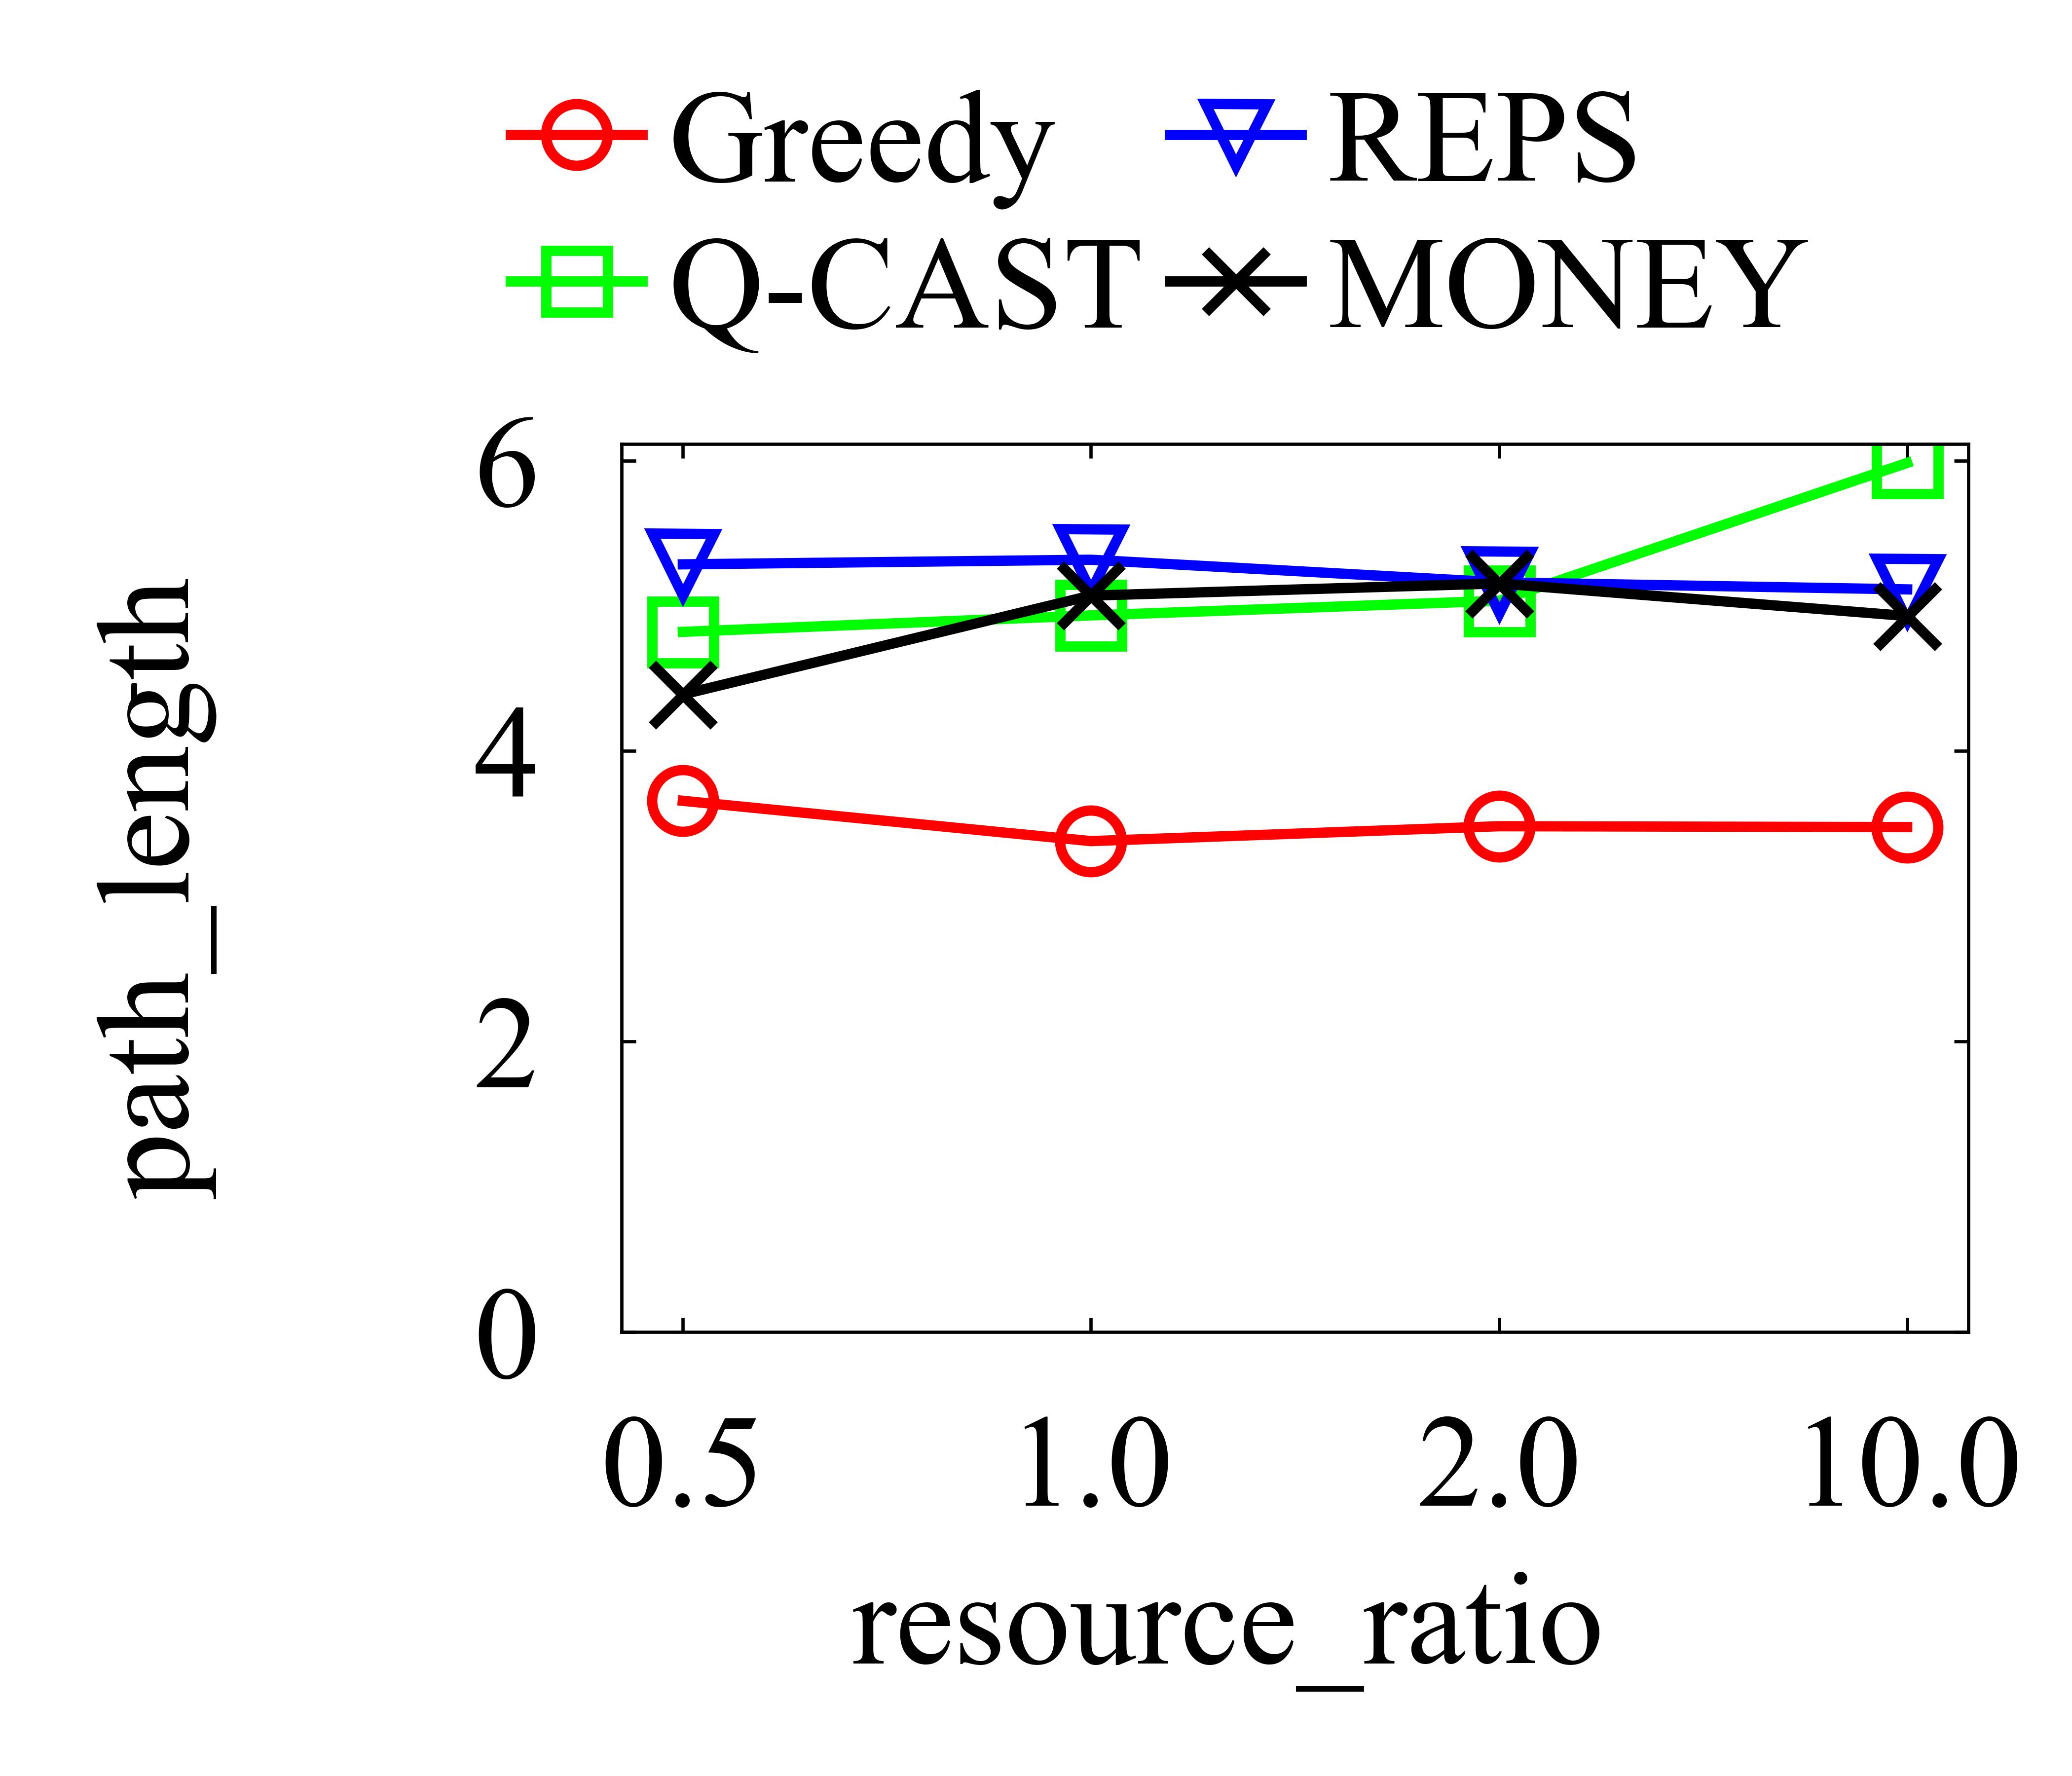 Greedy REPS
Q-CAST MONEY
6
4
2
0
path_length
0.5 1.0 2.0 10.0
resource_ratio